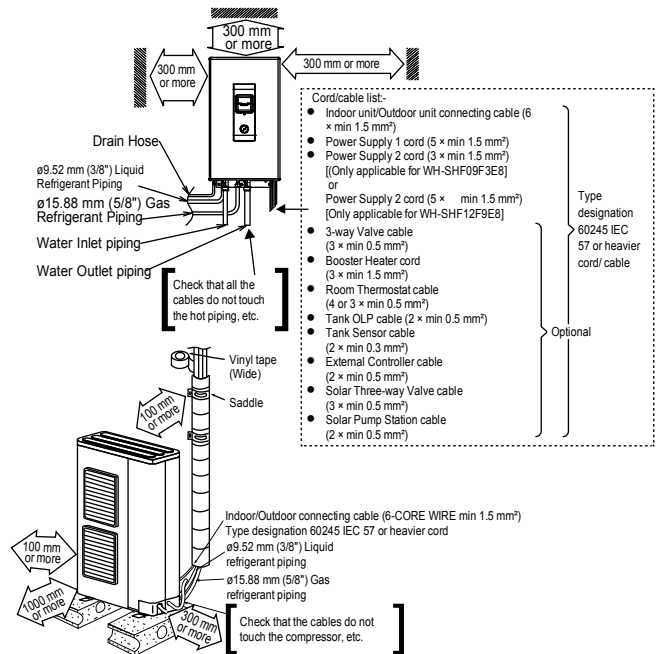 300 mm
or more
300 mm
or more
300 mm or more
Drain Hose
ø9.52 mm (3/8") Liquid
Refrigerant Piping
ø15.88 mm (5/8") Gas
Refrigerant Piping
Water Inlet piping
Water Outlet piping
Check that all the
cables do not touch
the hot piping, etc.
Cord/cable list:-
● Indoor unit/Outdoor unit connecting cable (6
× min 1.5 mm²)
● Power Supply 1 cord (5 × min 1.5 mm²)
● Power Supply 2 cord (3 × min 1.5 mm²)
[(Only applicable for WH-SHF09F3E8]
or
Power Supply 2 cord (5 × min 1.5 mm²)
[Only applicable for WH-SHF12F9E8]
● 3-way Valve cable
(3 × min 0.5 mm²)
● Booster Heater cord
(3 × min 1.5 mm²)
● Room Thermostat cable
(4 or 3 × min 0.5 mm²)
● Tank OLP cable (2 × min 0.5 mm²)
● Tank Sensor cable
(2 × min 0.3 mm²)
● External Controller cable
(2 × min 0.5 mm²)
● Solar Three-way Valve cable
(3 × min 0.5 mm²)
● Solar Pump Station cable
(2 × min 0.5 mm²)
Optional
Type
designation
60245 IEC
57 or heavier
cord/ cable
Vinyl tape
(Wide)
Saddle
100 mm
or more
Indoor/Outdoor connecting cable (6-CORE WIRE min 1.5 mm²)
Type designation 60245 IEC 57 or heavier cord
ø9.52 mm (3/8") Liquid
refrigerant piping
ø15.88 mm (5/8") Gas
refrigerant piping
100 mm
or more
1000 mm
or more
300 mm
or more
Check that the cables do not
touch the compressor, etc.